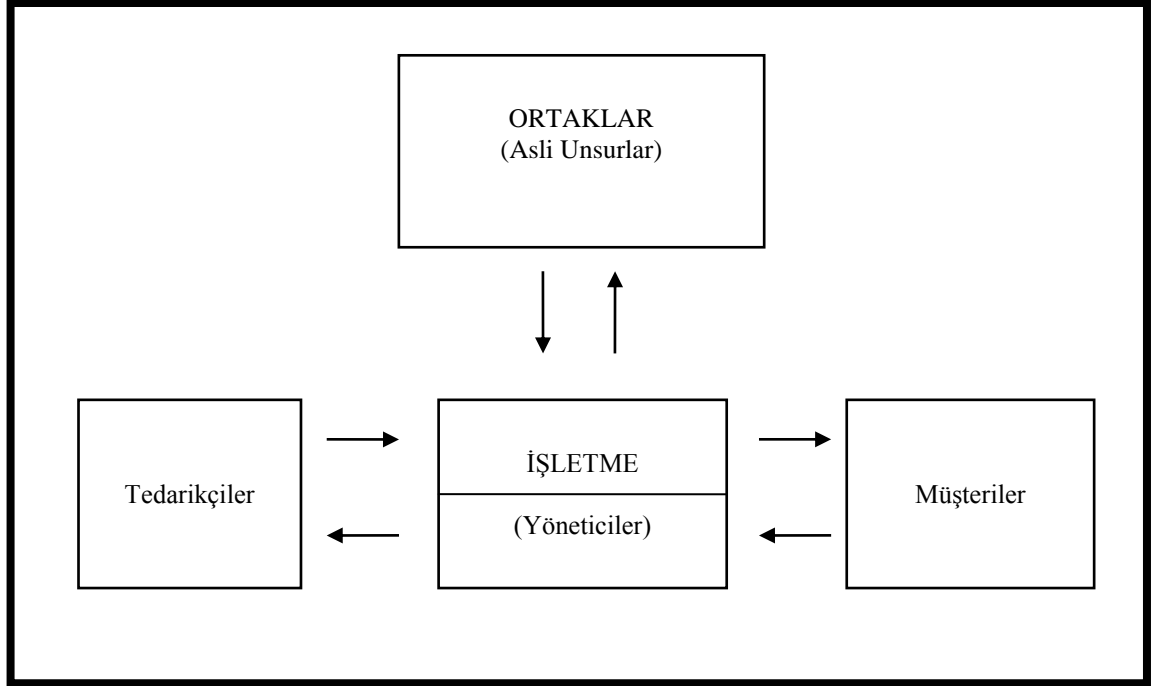 ORTAKLAR
(Asli Unsurlar)
Tedarikçiler
İŞLETME
(Yöneticiler)
Müşteriler